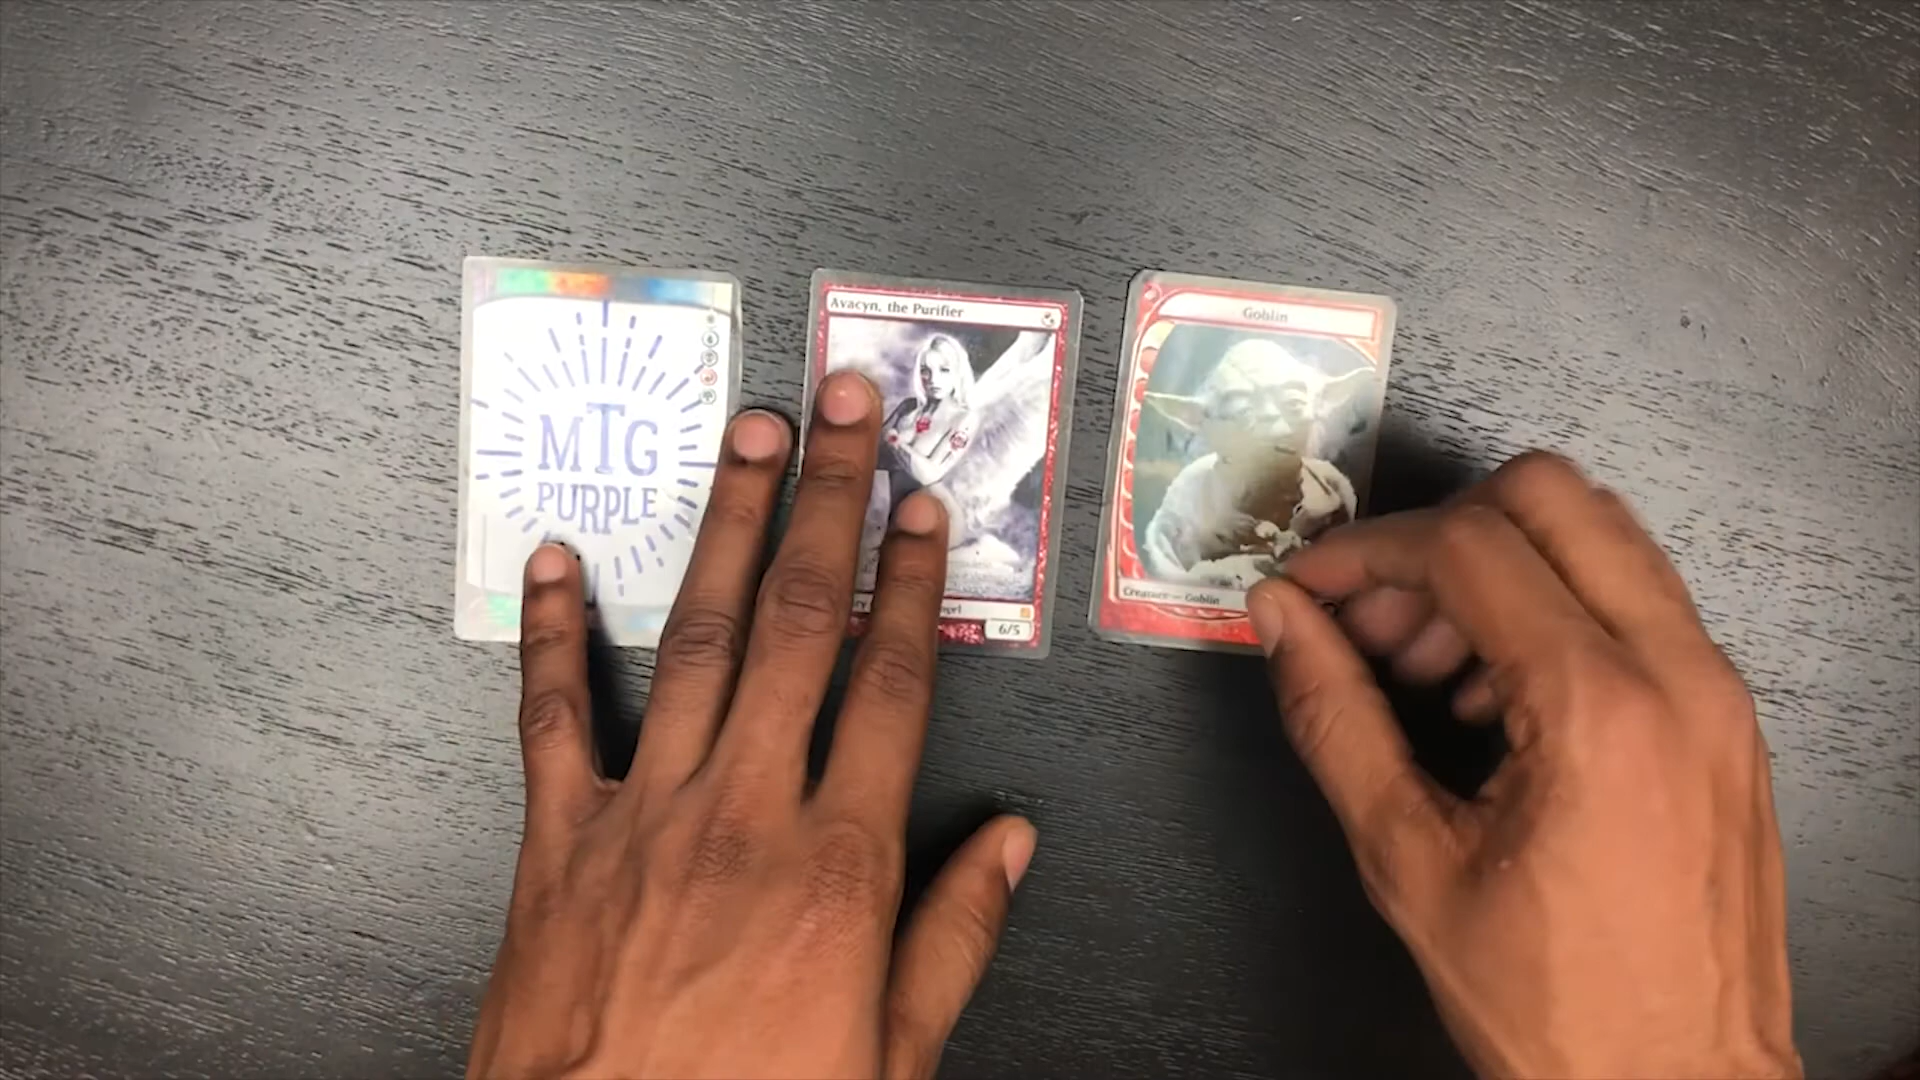 MTG
PURPLE
Avacyn, the Purifier
6/5
Goblin
Creature — Goblin